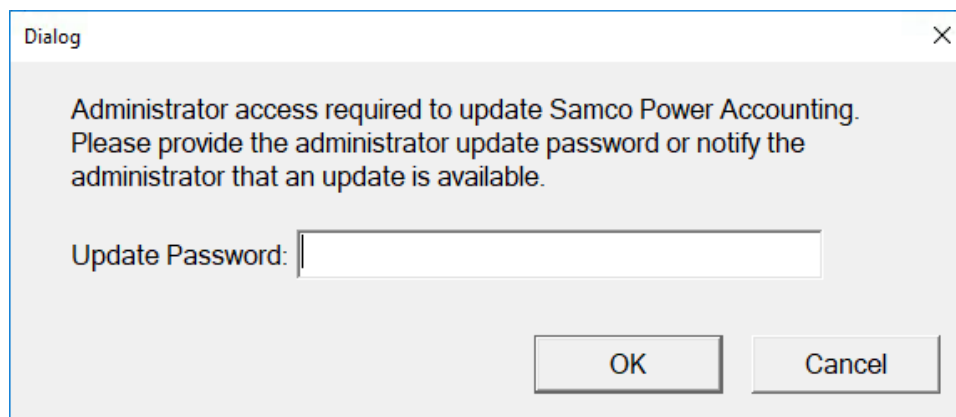 Dialog
Administrator access required to update Samco Power Accounting.
Please provide the administrator update password or notify the
administrator that an update is available.
Update Password:
OK Cancel